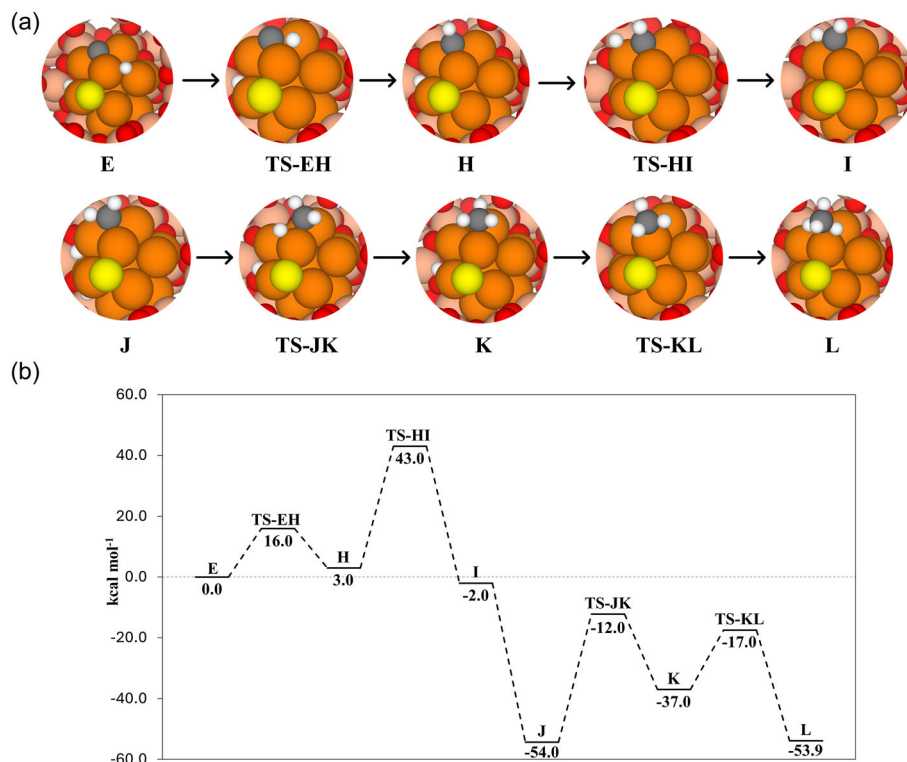 (a)
E TS-EH H TS-HI I
J TS-JK K TS-KL L
(b)
60.0
TS-HI
40.0
43.0
TS-EH
20.0
16.0
kcal mol⁻¹
E
H
0.0
0.0
3.0
I
-2.0
TS-JK
-12.0
TS-KL
-17.0
-20.0
K
-37.0
-40.0
J
-54.0
L
-53.9
-60.0